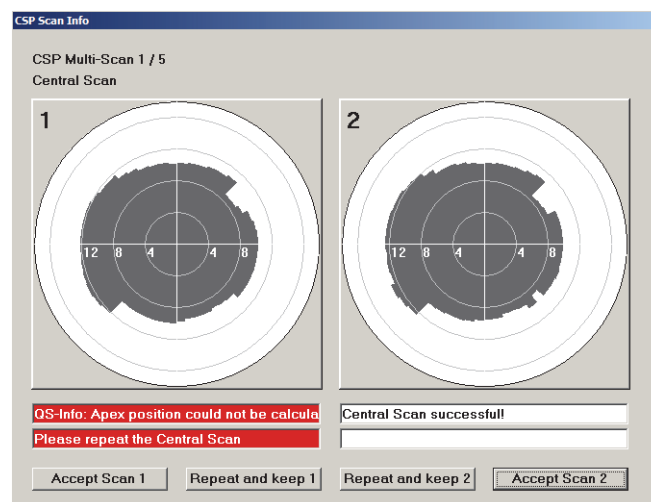 CSP Scan Info
CSP Multi-Scan 1 / 5
Central Scan
1
2
12 8 4 4 8
12 8 4 4 8
QS-Info: Apex position could not be calcula
Central Scan successful!
Please repeat the Central Scan
Accept Scan 1
Repeat and keep 1
Repeat and keep 2
Accept Scan 2